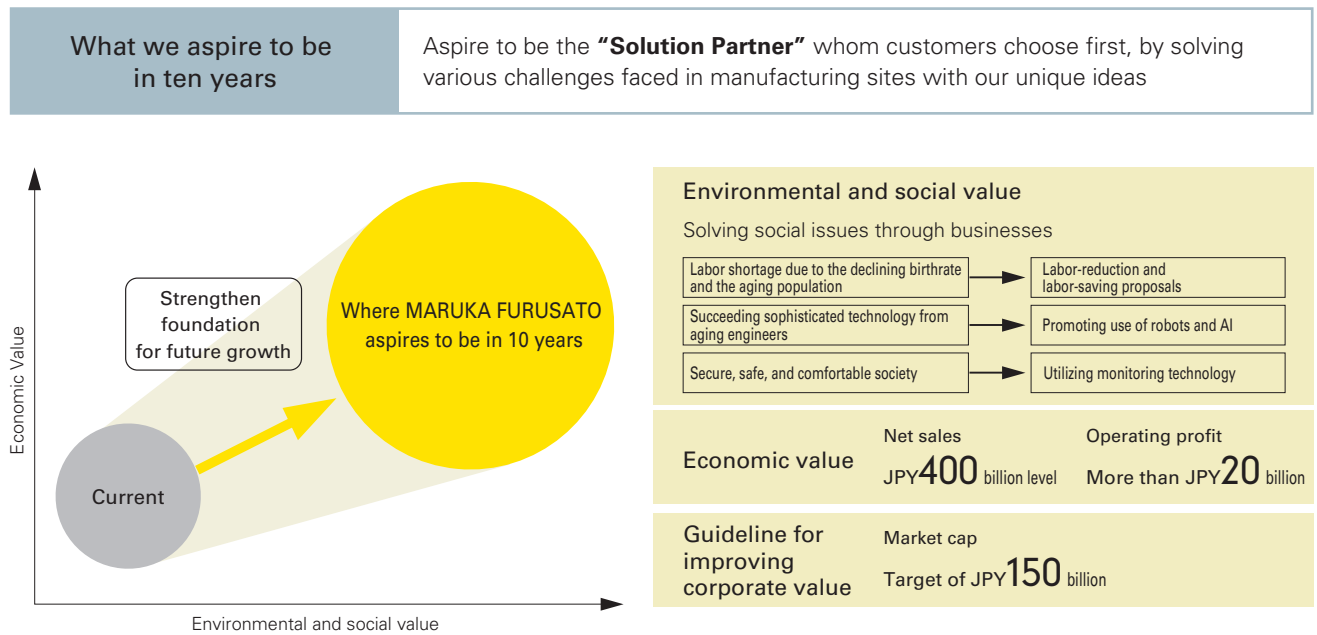 What we aspire to be
in ten years
Aspire to be the “Solution Partner” whom customers choose first, by solving
various challenges faced in manufacturing sites with our unique ideas
Economic Value
Strengthen
foundation
for future growth
Where MARUKA FURUSATO
aspires to be in 10 years
Current
Environmental and social value
Environmental and social value
Solving social issues through businesses
Labor shortage due to the declining birthrate
and the aging population
Labor-reduction and
labor-saving proposals
Succeeding sophisticated technology from
aging engineers
Promoting use of robots and AI
Secure, safe, and comfortable society
Utilizing monitoring technology
Economic value
Net sales
JPY400 billion level
Operating profit
More than JPY20 billion
Guideline for
improving
corporate value
Market cap
Target of JPY150 billion